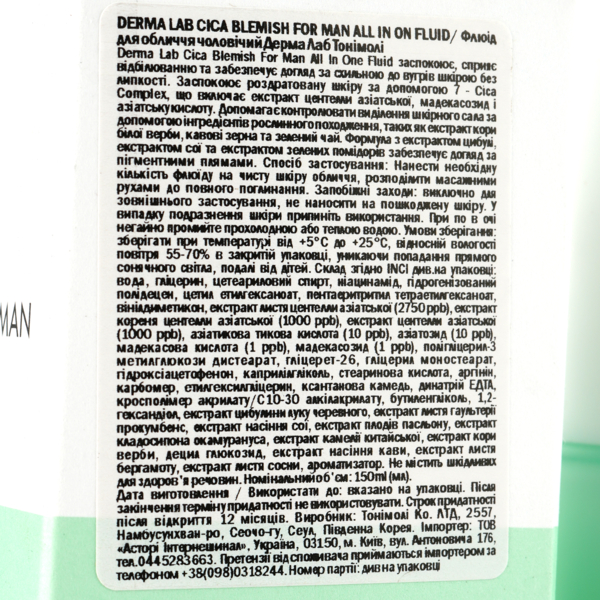 DERMA LAB CICA BLEMISH FOR MAN ALL IN ON FLUID/ Флюїд
для обличчя чоловічий Дерма Лаб Тонімолі
Derma Lab Cica Blemish For Man All In One Fluid заспокоює, сприяє
відбілюванню та забезпечує догляд за схильною до вугрів шкірою без
липкості. Заспокоює роздратовану шкіру за допомогою 7 - Cica
Complex, що включає екстракт центели азіатської, мадекасозид і
азіатську кислоту. Допомагає контролювати виділення шкірного сала за
допомогою інгредієнтів рослинного походження, таких як екстракт кори
білої верби, кавові зерна та зелений чай. Формула з екстрактом цибулі,
екстрактом сої та екстрактом зелених помідорів забезпечує догляд за
пігментними плямами. Спосіб застосування: Нанести необхідну
кількість флюїду на чисту шкіру обличчя, розподілити масажними
рухами до повного поглинання. Запобіжні заходи: виключно для
зовнішнього застосування, не наносити на пошкоджену шкіру. У
випадку подразнення шкіри припиніть використання. При по в очі
негайно промийте прохолодною або теплою водою. Умови зберігання:
зберігати при температурі від +5°С до +25°С, відносній вологості
повітря 55-70% в закритій упаковці, уникаючи попадання прямого
сонячного світла, подалі від дітей. Склад згідно INCI див.на упаковці:
вода, гліцерин, цетеариловий спирт, ніацинамід, гідрогенізований
полідецен, цетил етилгексаноат, пентаеритритил тетраетилгексаноат,
вінілдиметикон, екстракт листя центели азіатської (2750 ppb), екстракт
кореня центели азіатської (1000 ppb), екстракт центели азіатської
(1000 ppb), азіатикова тикова кислота (10 ppb), азіатозид (10 ppb),
мадекасова кислота (1 ppb), мадекасозид (1 ppb), полігліцерил-3
метилглюкози дистеарат, гліцерет-26, гліцерил моностеарат,
гідроксіацетофенон, каприлілгліколь, стеаринова кислота, аргінін,
карбомер, етилгексилгліцерин, ксантанова камедь, динатрій ЕДТА,
кросполімер акрилату/С10-30 алкілакрилату, бутиленгліколь, 1,2-
гександіол, екстракт цибулини луку черевного, екстракт листя гаультерії
прокумбенс, екстракт насіння сої, екстракт плодів пасльону, екстракт
кладосипона окамурануса, екстракт камелії китайської, екстракт кори
верби, децил глюкозид, екстракт насіння кави, екстракт листя
бергамоту, екстракт листя сосни, ароматизатор. Не містить шкідливих
для здоров'я речовин. Номінальний об'єм: 150ml (мл).
Дата виготовлення / Використати до: вказано на упаковці. Після
закінчення терміну придатності не використовувати. Строк придатності
після відкриття 12 місяців. Виробник: Тонімолі Ко. ЛТД, 2557,
Намбусунхван-ро, Сеочо-гу, Сеул, Південна Корея. Імпортер: ТОВ
«Асторі Інтернешинал», Україна, 03150, м. Київ, вул. Антоновича 176,
тел.0445283663. Претензії від споживача приймаються імпортером за
телефоном +38(098)0318244. Номер партії: див на упаковці
MAN